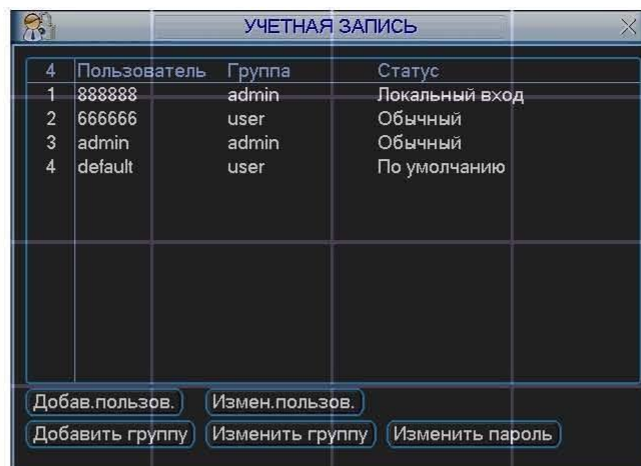 УЧЕТНАЯ ЗАПИСЬ
4 Пользователь Группа Статус
1 888888 admin Локальный вход
2 666666 user Обычный
3 admin admin Обычный
4 default user По умолчанию
Добав.пользов. Измен.пользов.
Добавить группу Изменить группу Изменить пароль